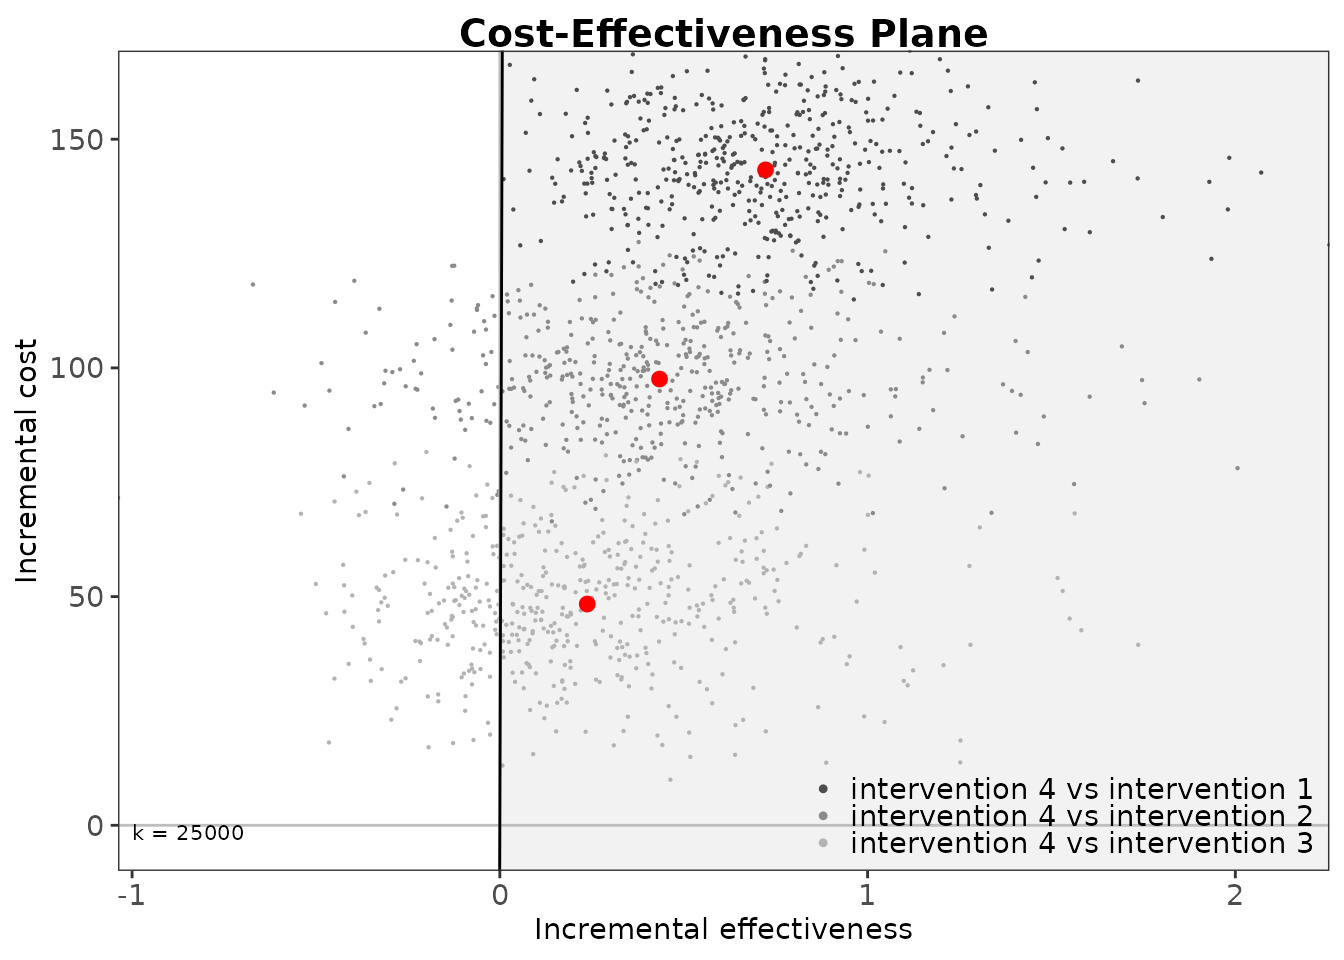 Cost-Effectiveness Plane
Incremental cost
150
100
50
0
k = 25000
intervention 4 vs intervention 1
intervention 4 vs intervention 2
intervention 4 vs intervention 3
-1
0
1
2
Incremental effectiveness